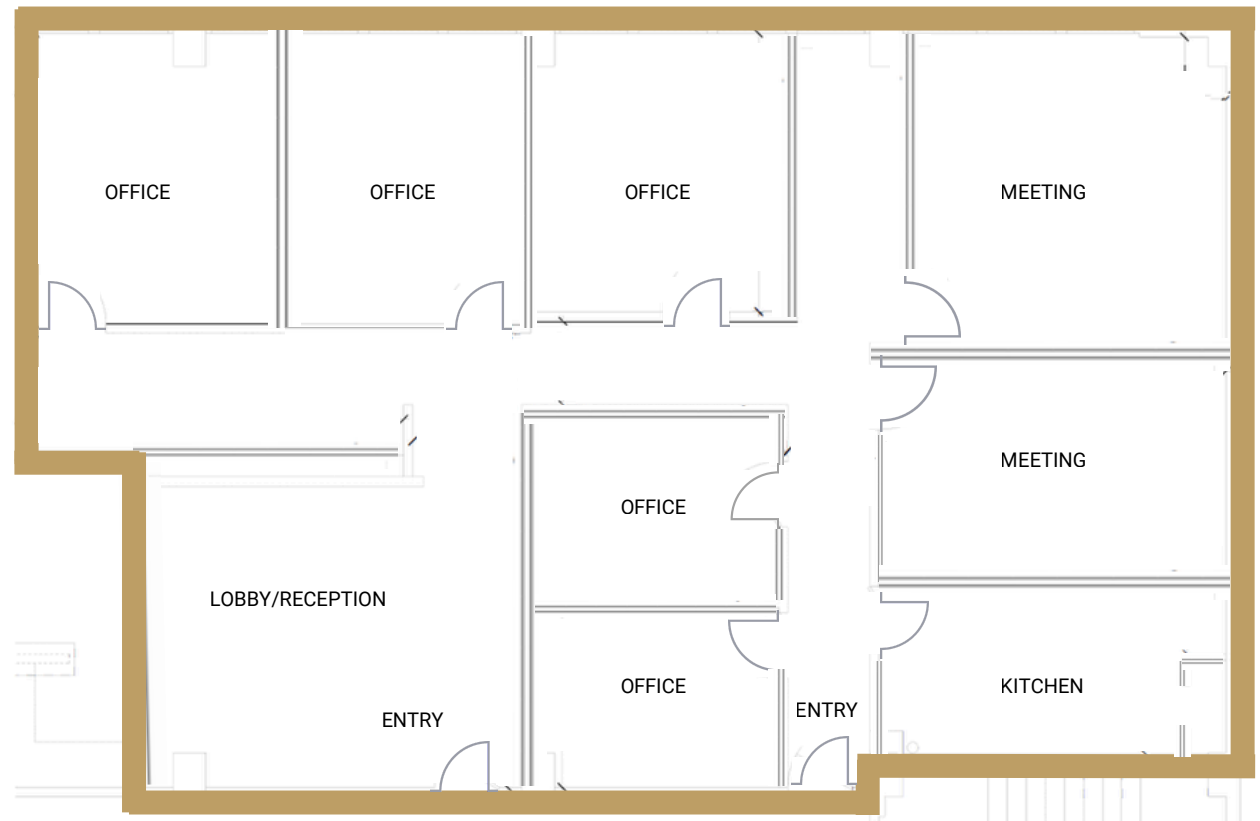 OFFICE
OFFICE
OFFICE
MEETING
MEETING
OFFICE
LOBBY/RECEPTION
OFFICE
KITCHEN
ENTRY
ENTRY